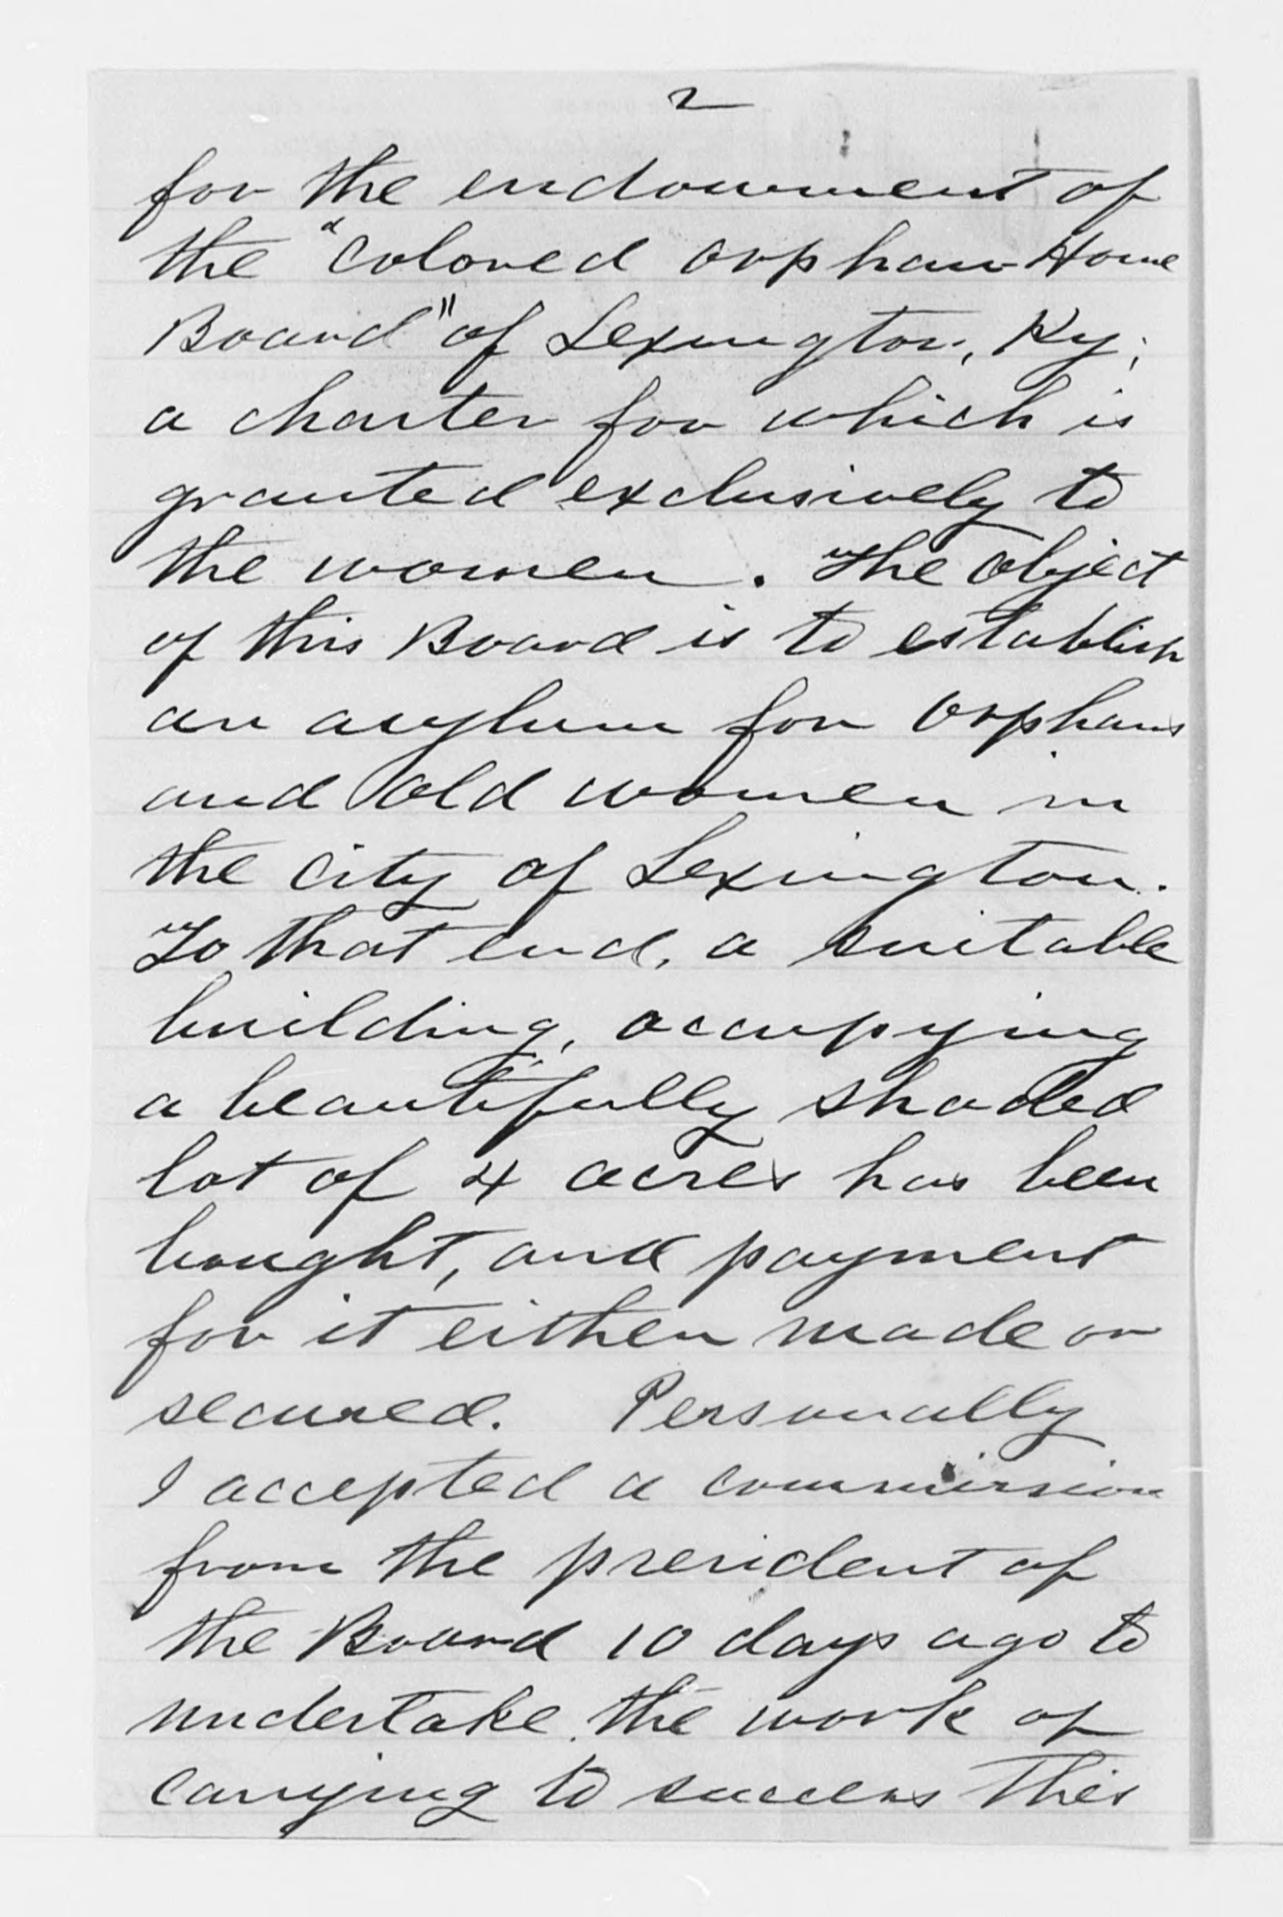 2
for the endowment of
the "Colored Orphan Home
Board" of Lexington, Ky;
a charter for which is
granted exclusively to
the women. The object
of this Board is to establish
an asylum for orphans
and old women in
the city of Lexington.
To that end, a suitable
building, occupying
a beautifully shaded
lot of 4 acres has been
bought, and payment
for it either made or
secured. Personally
I accepted a commission
from the president of
the Board 10 days ago to
undertake the work of
carrying to success this